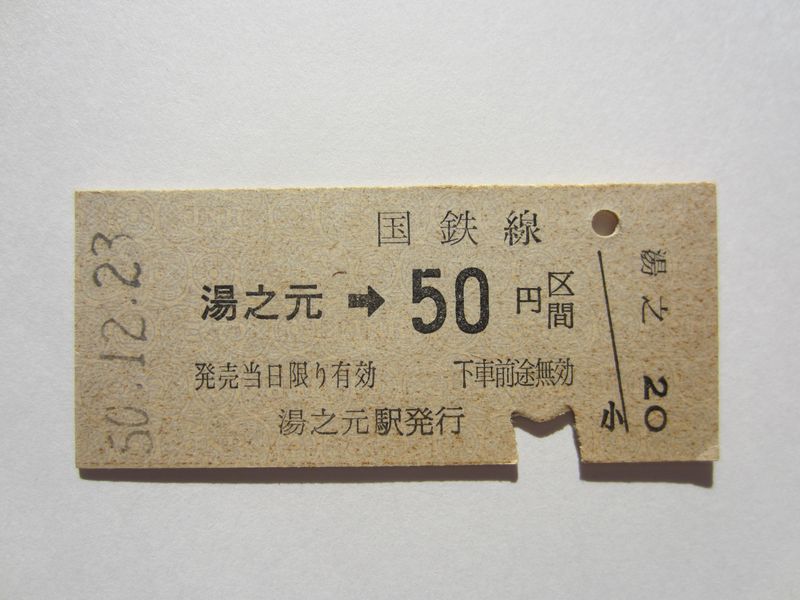 国鉄線
湯之元 ➡ 50円区間
発売当日限り有効 下車前途無効
湯之元駅発行
50.12.23
湯之
小 20